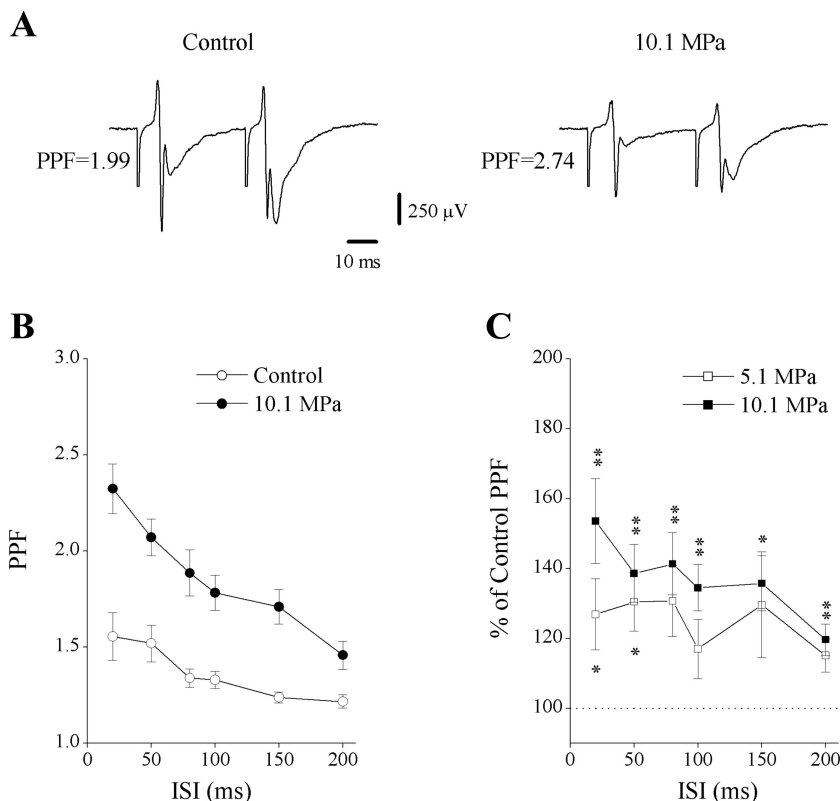 A
Control
10.1 MPa
PPF=1.99
PPF=2.74
250 μV
10 ms
B
3.0
2.5
2.0
1.5
1.0
PPF
Control
10.1 MPa
0
50
100
150
200
ISI (ms)
C
200
180
160
140
120
100
% of Control PPF
5.1 MPa
10.1 MPa
**
**
**
**
*
**
*
*
0
50
100
150
200
ISI (ms)